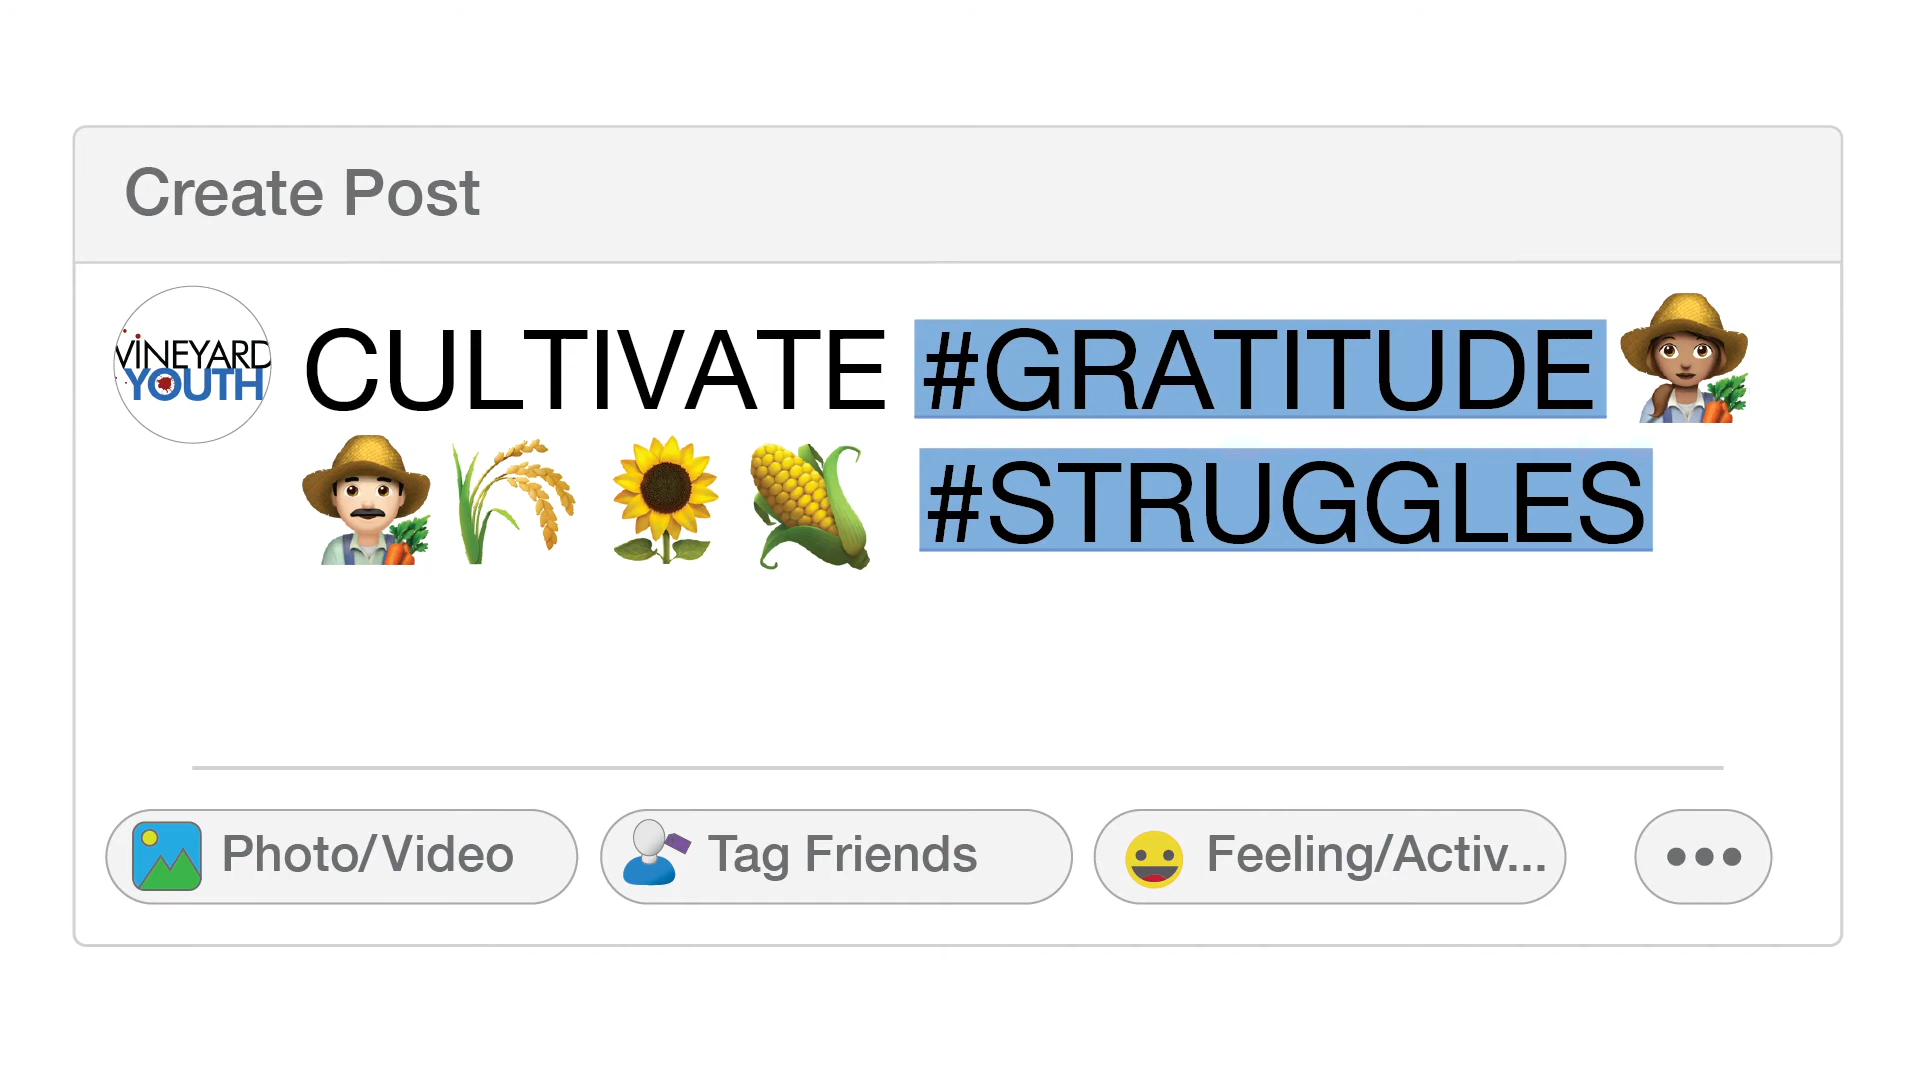 Create Post
VINEYARD
YOUTH
CULTIVATE #GRATITUDE
#STRUGGLES
Photo/Video
Tag Friends
Feeling/Activ...